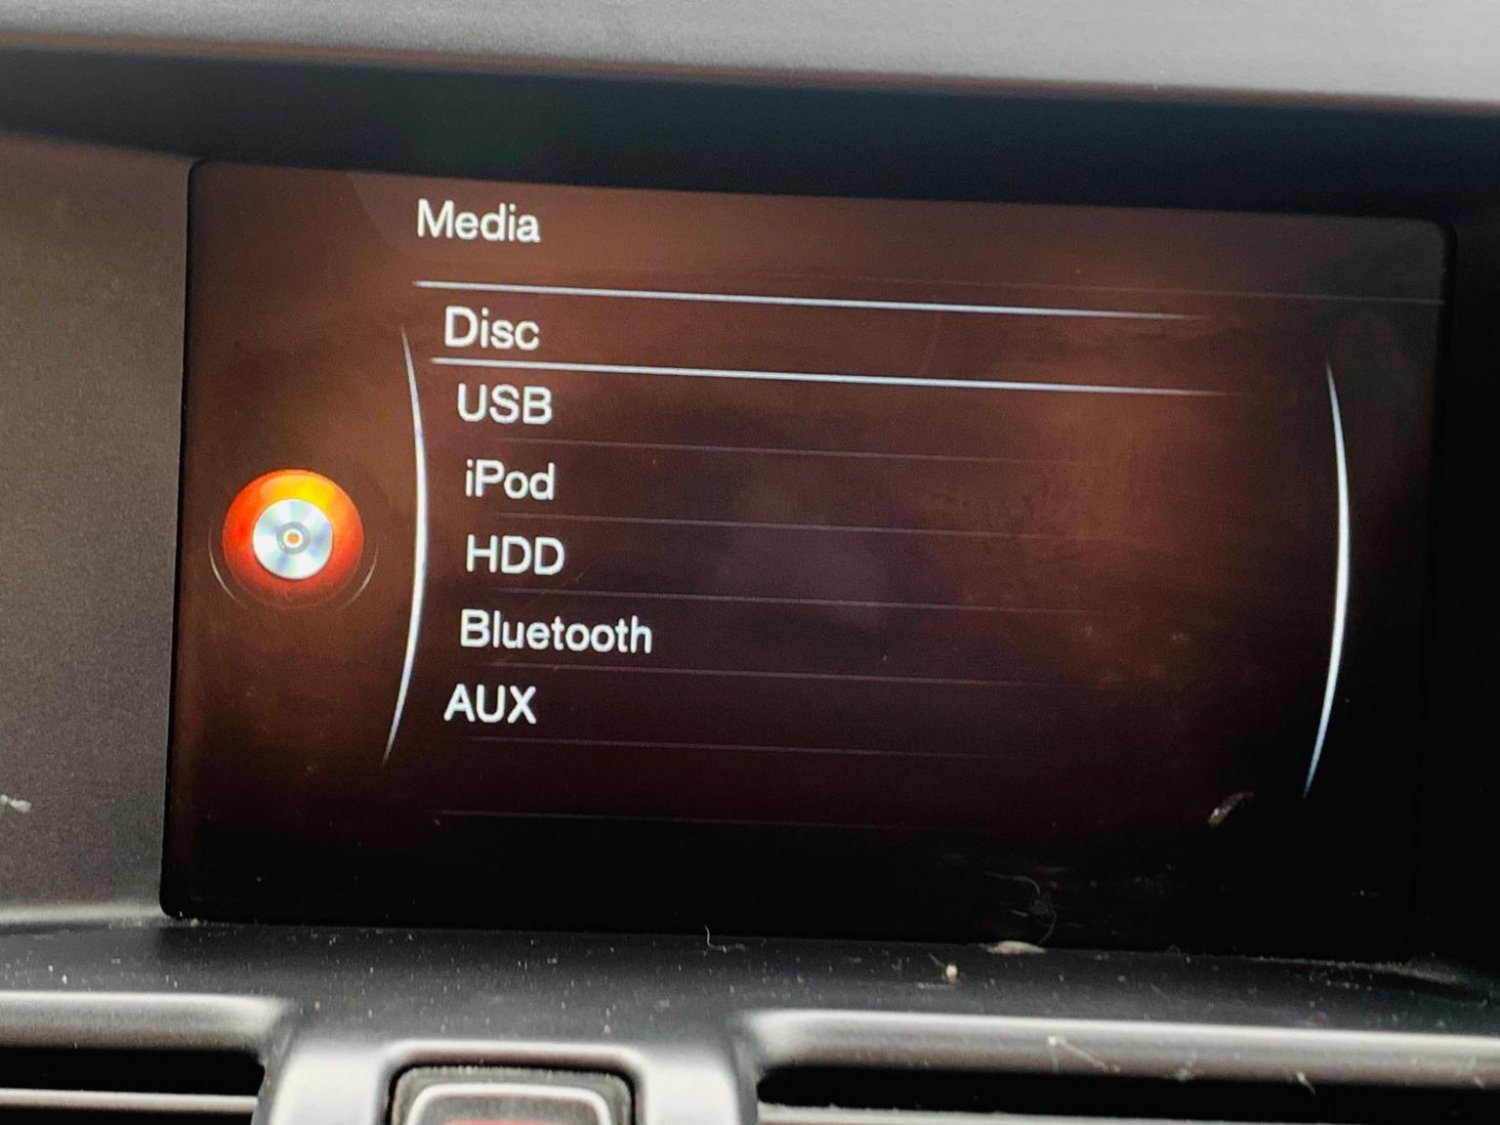 Media
Disc
USB
iPod
HDD
Bluetooth
AUX